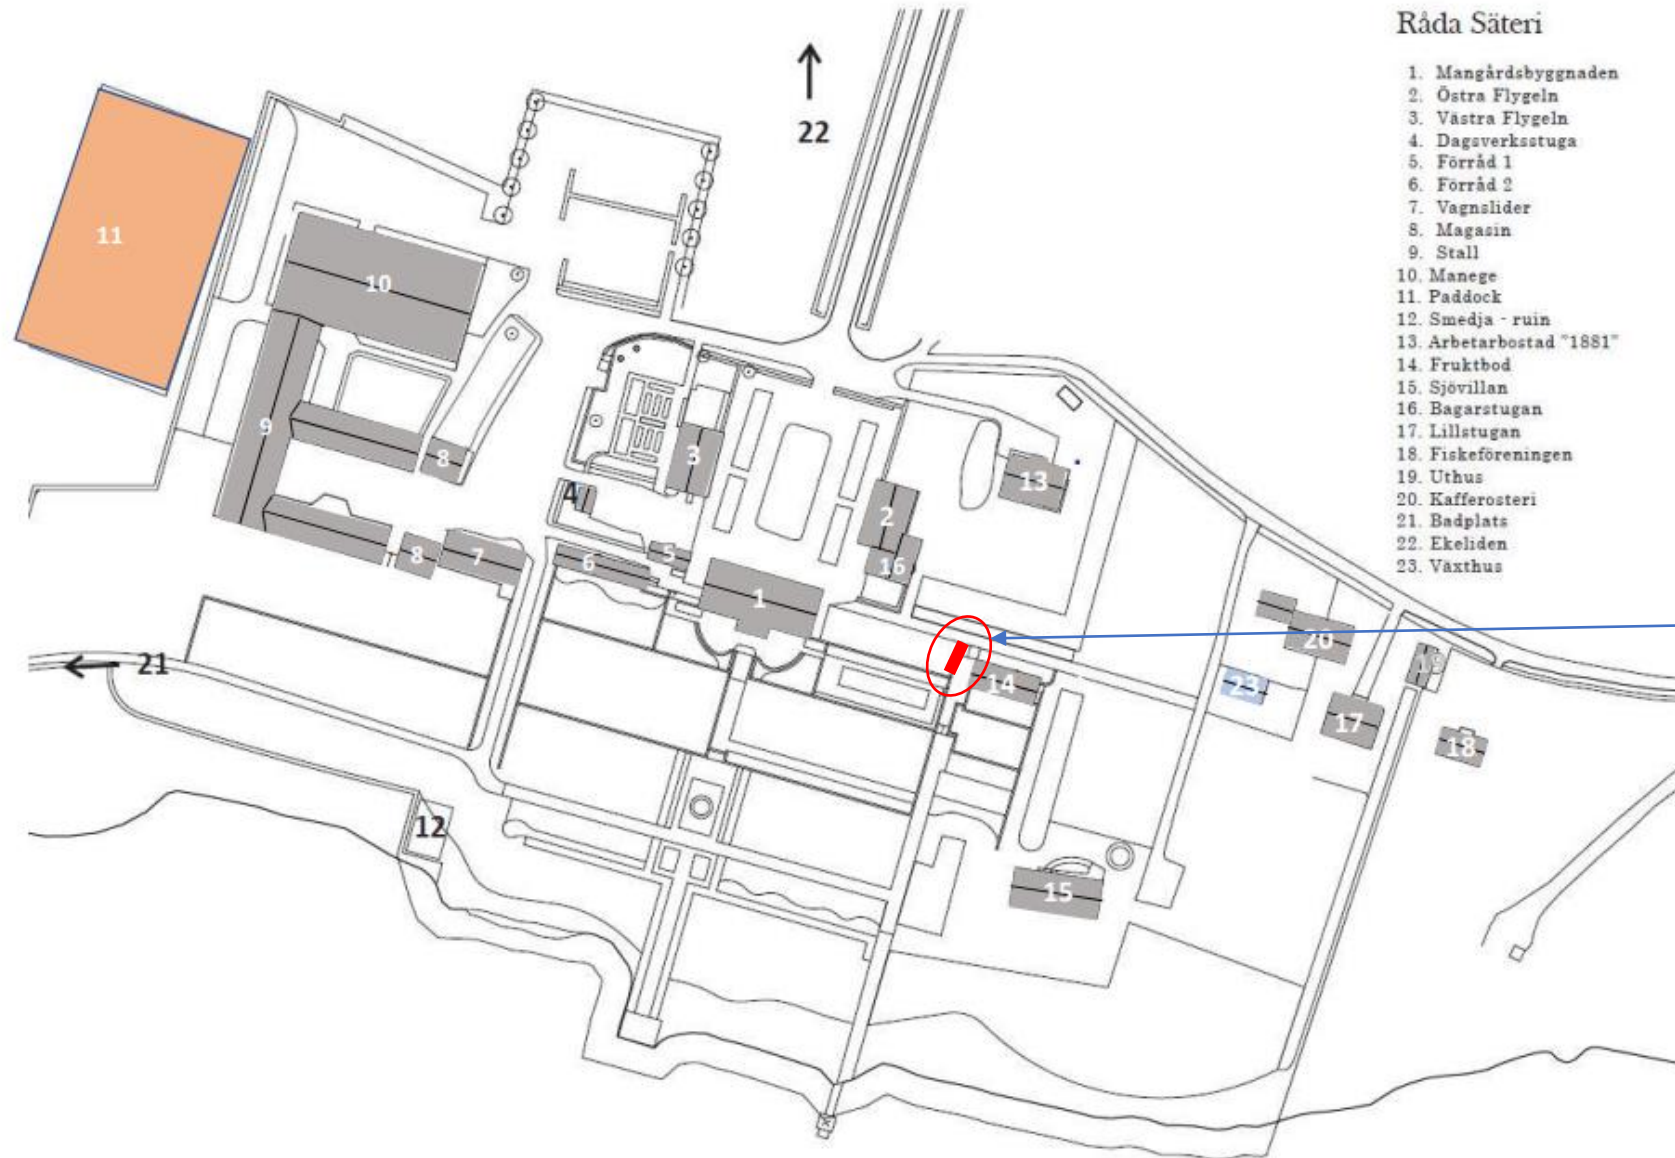 Råda Säteri
1. Mangårdsbyggnaden
2. Östra Flygeln
3. Västra Flygeln
4. Dagsverksstuga
5. Förråd 1
6. Förråd 2
7. Vagnslider
8. Magasin
9. Stall
10. Manege
11. Paddock
12. Smedja - ruin
13. Arbetarbostad "1881"
14. Fruktbod
15. Sjövillan
16. Bagarstugan
17. Lillstugan
18. Fiskeföreningen
19. Uthus
20. Kafferosteri
21. Badplats
22. Ekeliden
23. Växthus
22
11
10
9
8
3
13
4
2
8
7
6
5
16
1
20
21
14
23
19
17
18
12
15